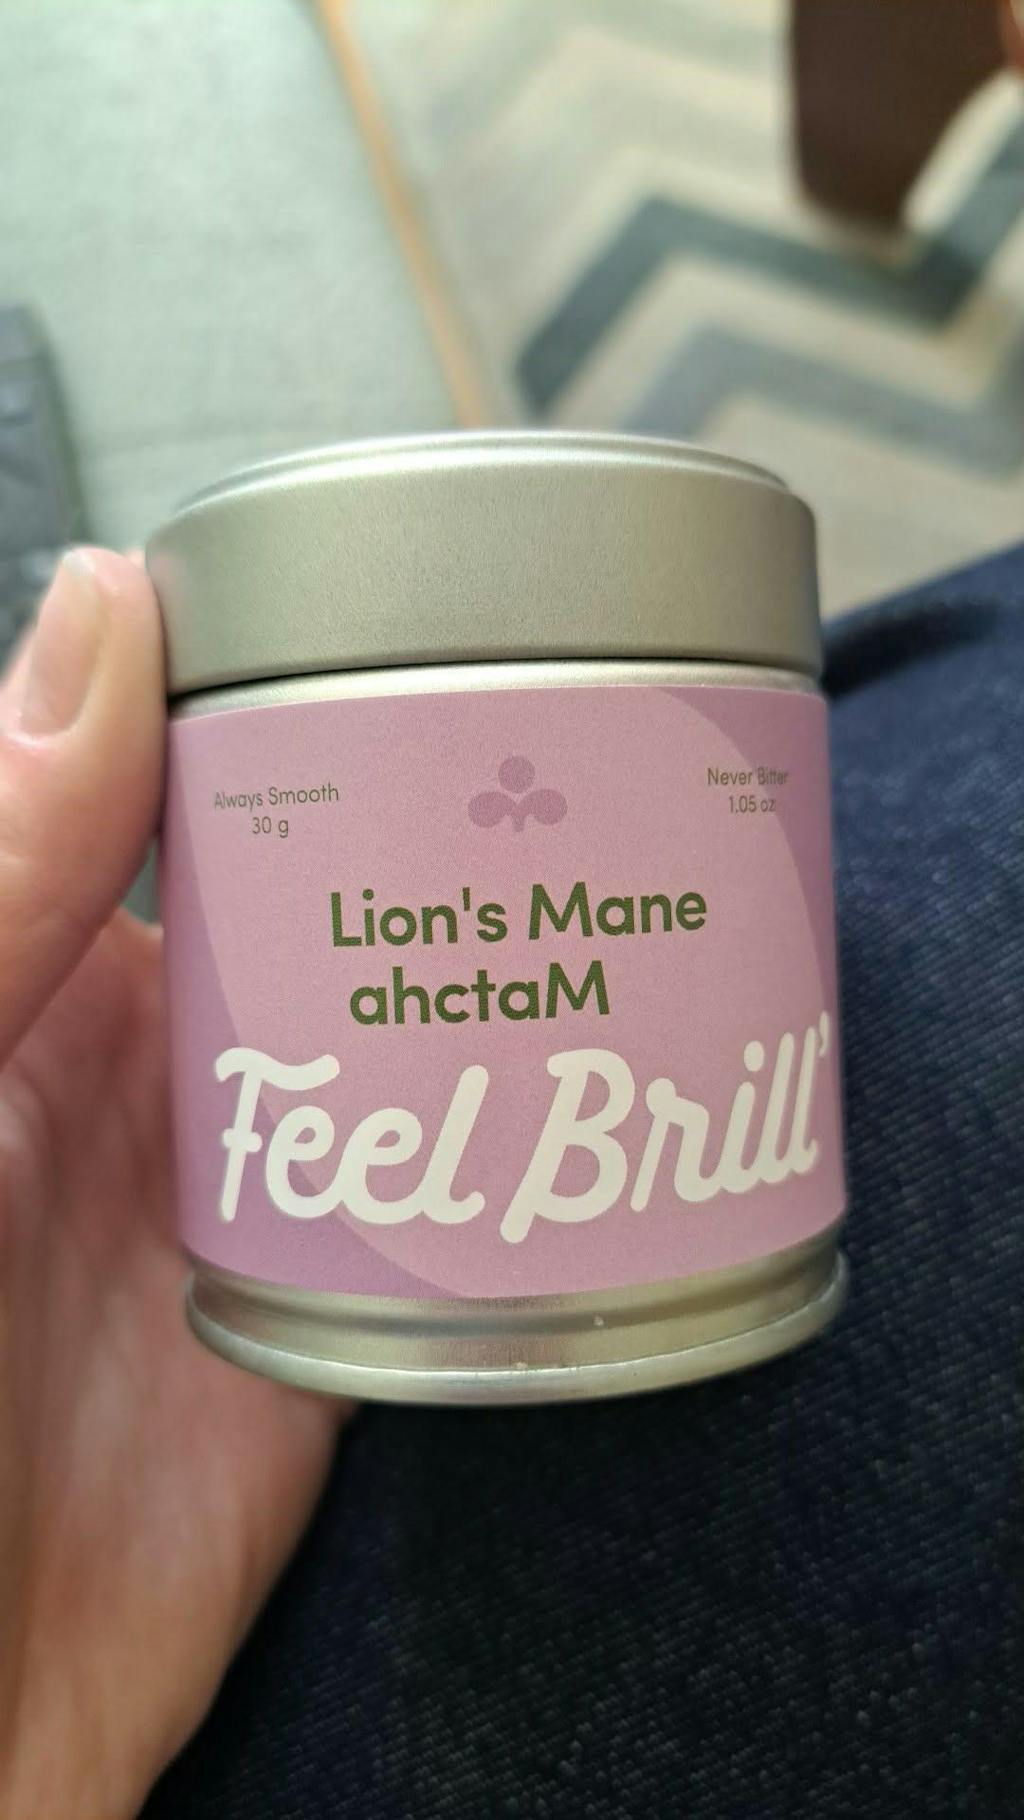 Always Smooth
30 g
Never Bitter
1.05 oz
Lion's Mane
ahctaM
Feel Brill'